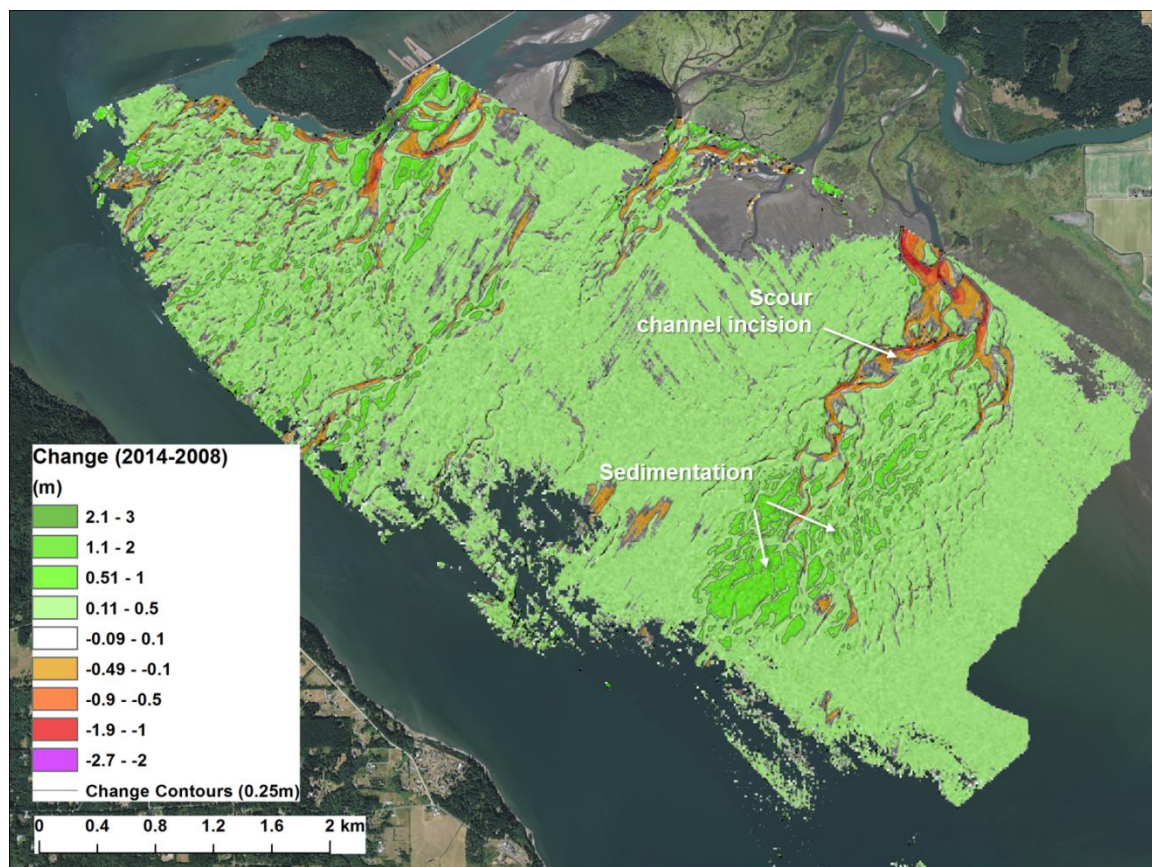 Scour
channel incision
Sedimentation
Change (2014-2008)
(m)
2.1 - 3
1.1 - 2
0.51 - 1
0.11 - 0.5
-0.09 - 0.1
-0.49 - -0.1
-0.9 - -0.5
-1.9 - -1
-2.7 - -2
Change Contours (0.25m)
0 0.4 0.8 1.2 1.6 2 km